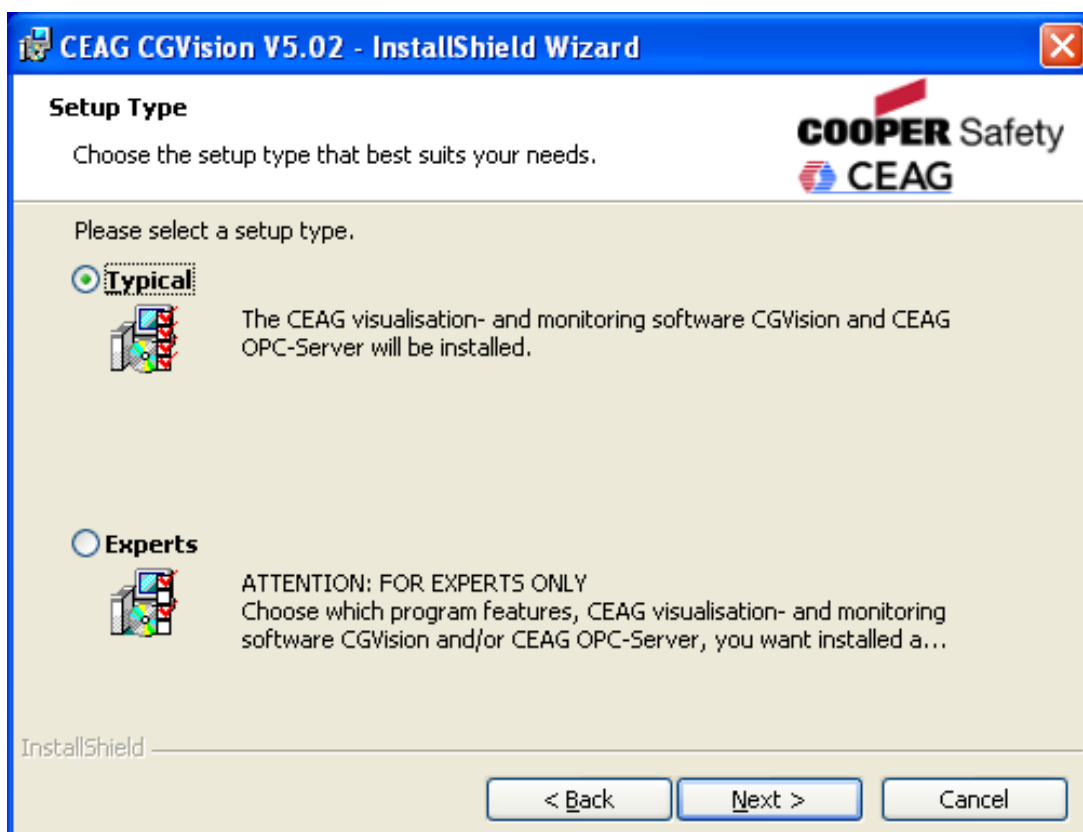 CEAG CGVision V5.02 - InstallShield Wizard
Setup Type
Choose the setup type that best suits your needs.
COOPER Safety
CEAG
Please select a setup type.
Typical
The CEAG visualisation- and monitoring software CGVision and CEAG
OPC-Server will be installed.
Experts
ATTENTION: FOR EXPERTS ONLY
Choose which program features, CEAG visualisation- and monitoring
software CGVision and/or CEAG OPC-Server, you want installed a...
InstallShield
< Back
Next >
Cancel